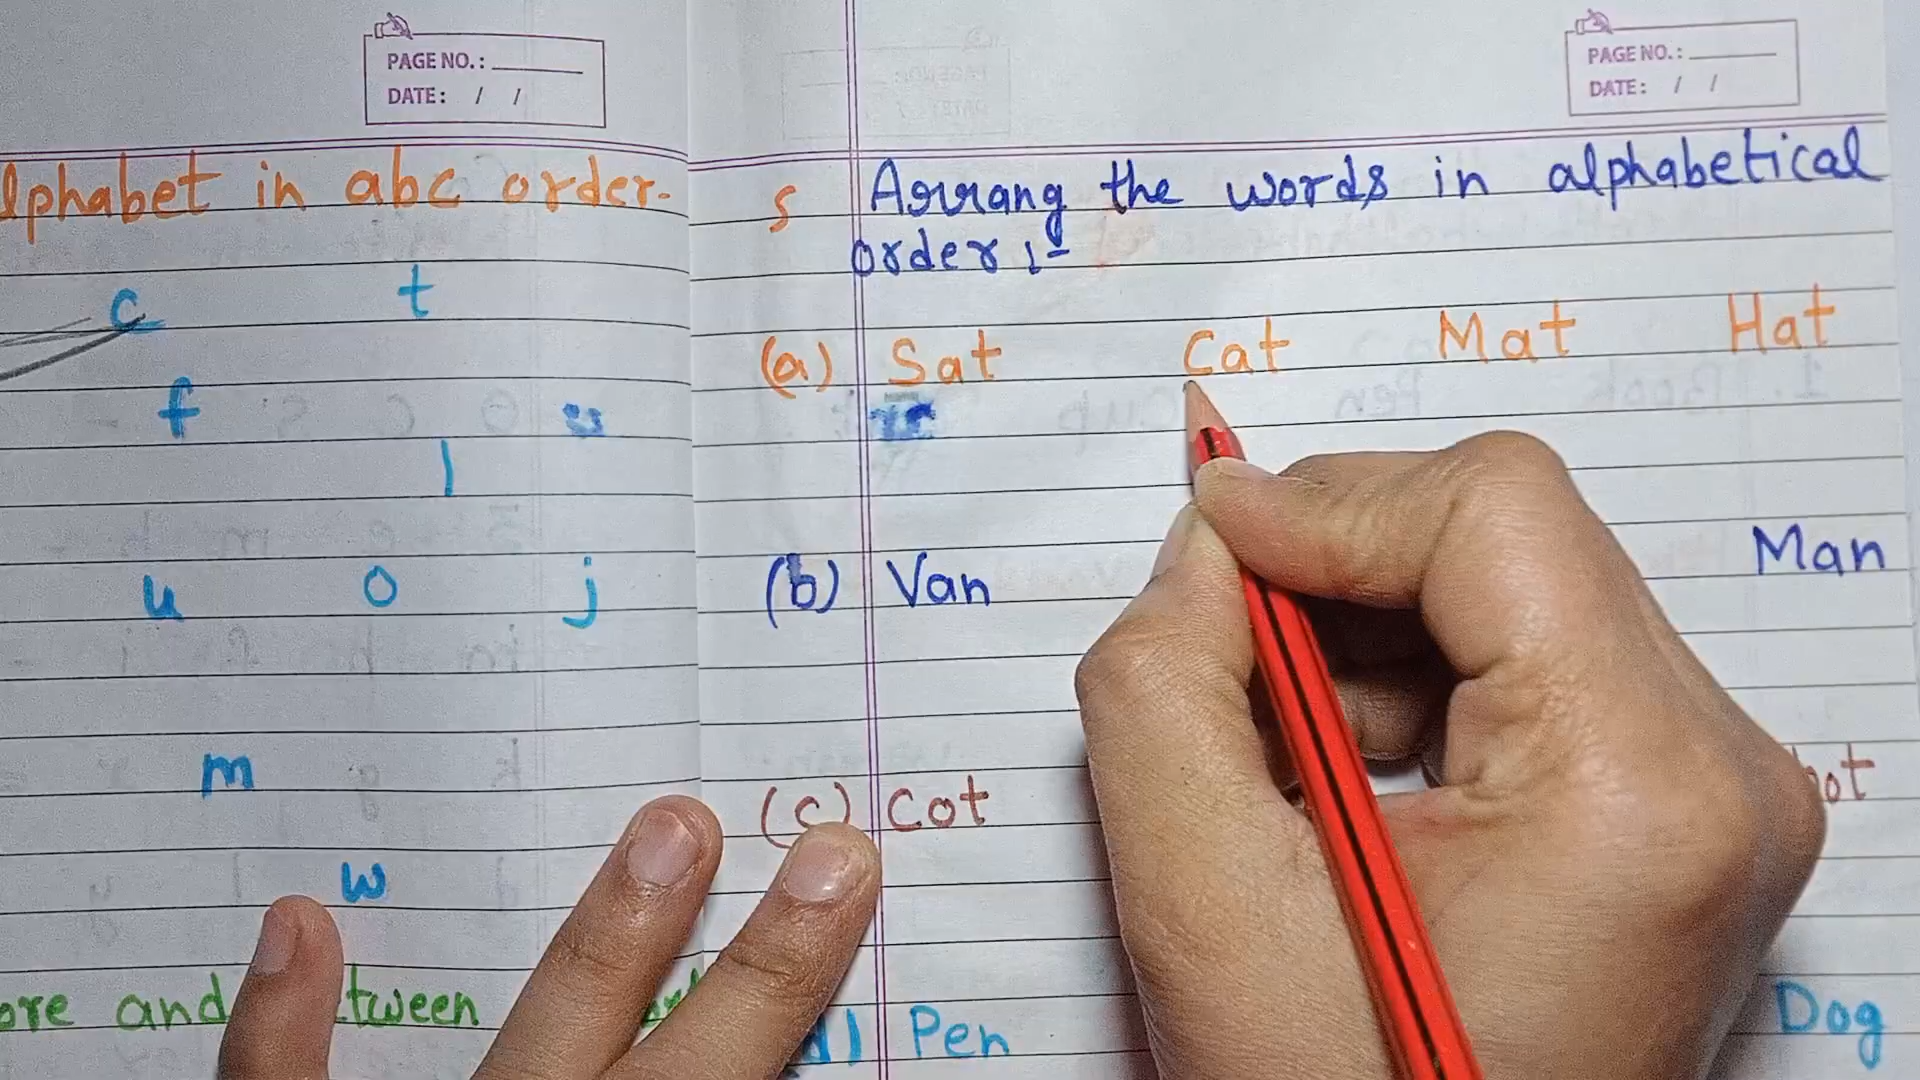 PAGE NO.:
DATE: / /
lphabet in abc order.
c t
f
l
u o j
m
w
ore and tween
PAGE NO.:
DATE: / /
s Arrang the words in alphabetical
order :-
(a) Sat Cat Mat Hat
(b) Van Man
(c) Cot ot
d) Pen Dog